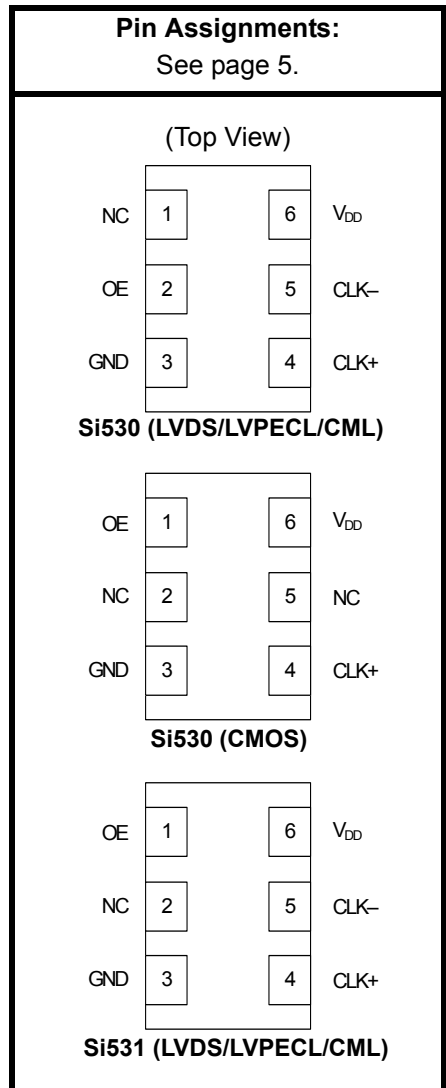 Pin Assignments:
See page 5.
(Top View)
NC 1 6 VDD
OE 2 5 CLK–
GND 3 4 CLK+
Si530 (LVDS/LVPECL/CML)
OE 1 6 VDD
NC 2 5 NC
GND 3 4 CLK+
Si530 (CMOS)
OE 1 6 VDD
NC 2 5 CLK–
GND 3 4 CLK+
Si531 (LVDS/LVPECL/CML)